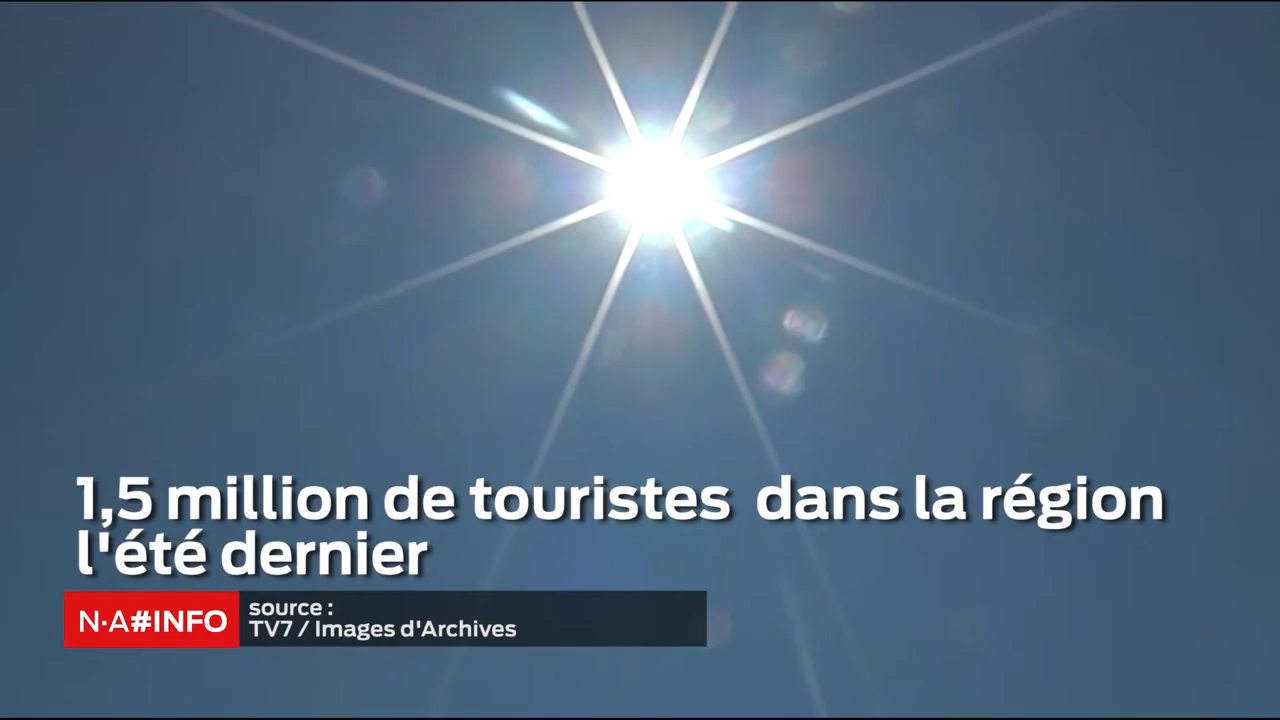 1,5 million de touristes dans la région
l'été dernier
N·A#INFO
source :
TV7 / Images d'Archives